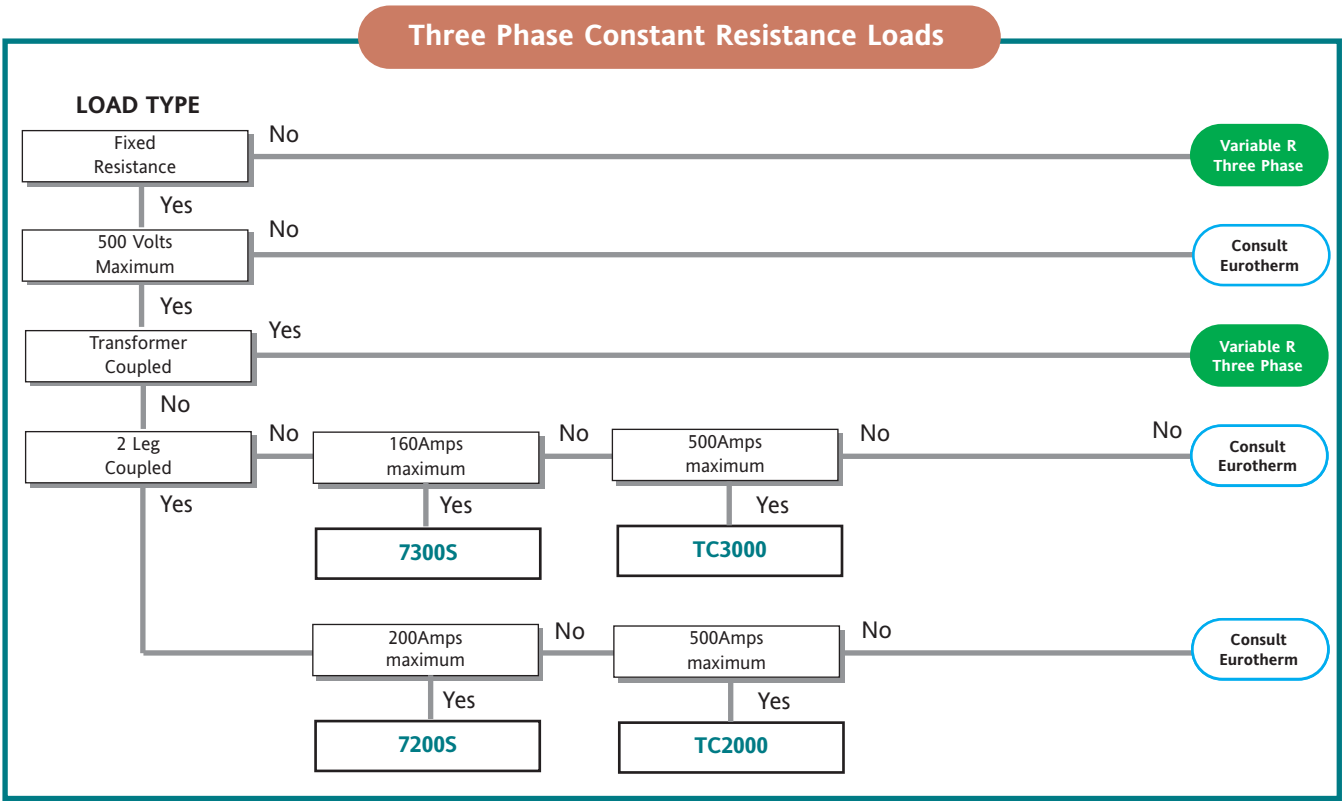 Three Phase Constant Resistance Loads
LOAD TYPE
Fixed
Resistance
No
Variable R
Three Phase
Yes
500 Volts
Maximum
No
Consult
Eurotherm
Yes
Transformer
Coupled
Yes
Variable R
Three Phase
No
2 Leg
Coupled
No
160Amps
maximum
No
500Amps
maximum
No
No
Consult
Eurotherm
Yes
Yes
Yes
7300S
TC3000
200Amps
maximum
No
500Amps
maximum
No
Consult
Eurotherm
Yes
Yes
7200S
TC2000